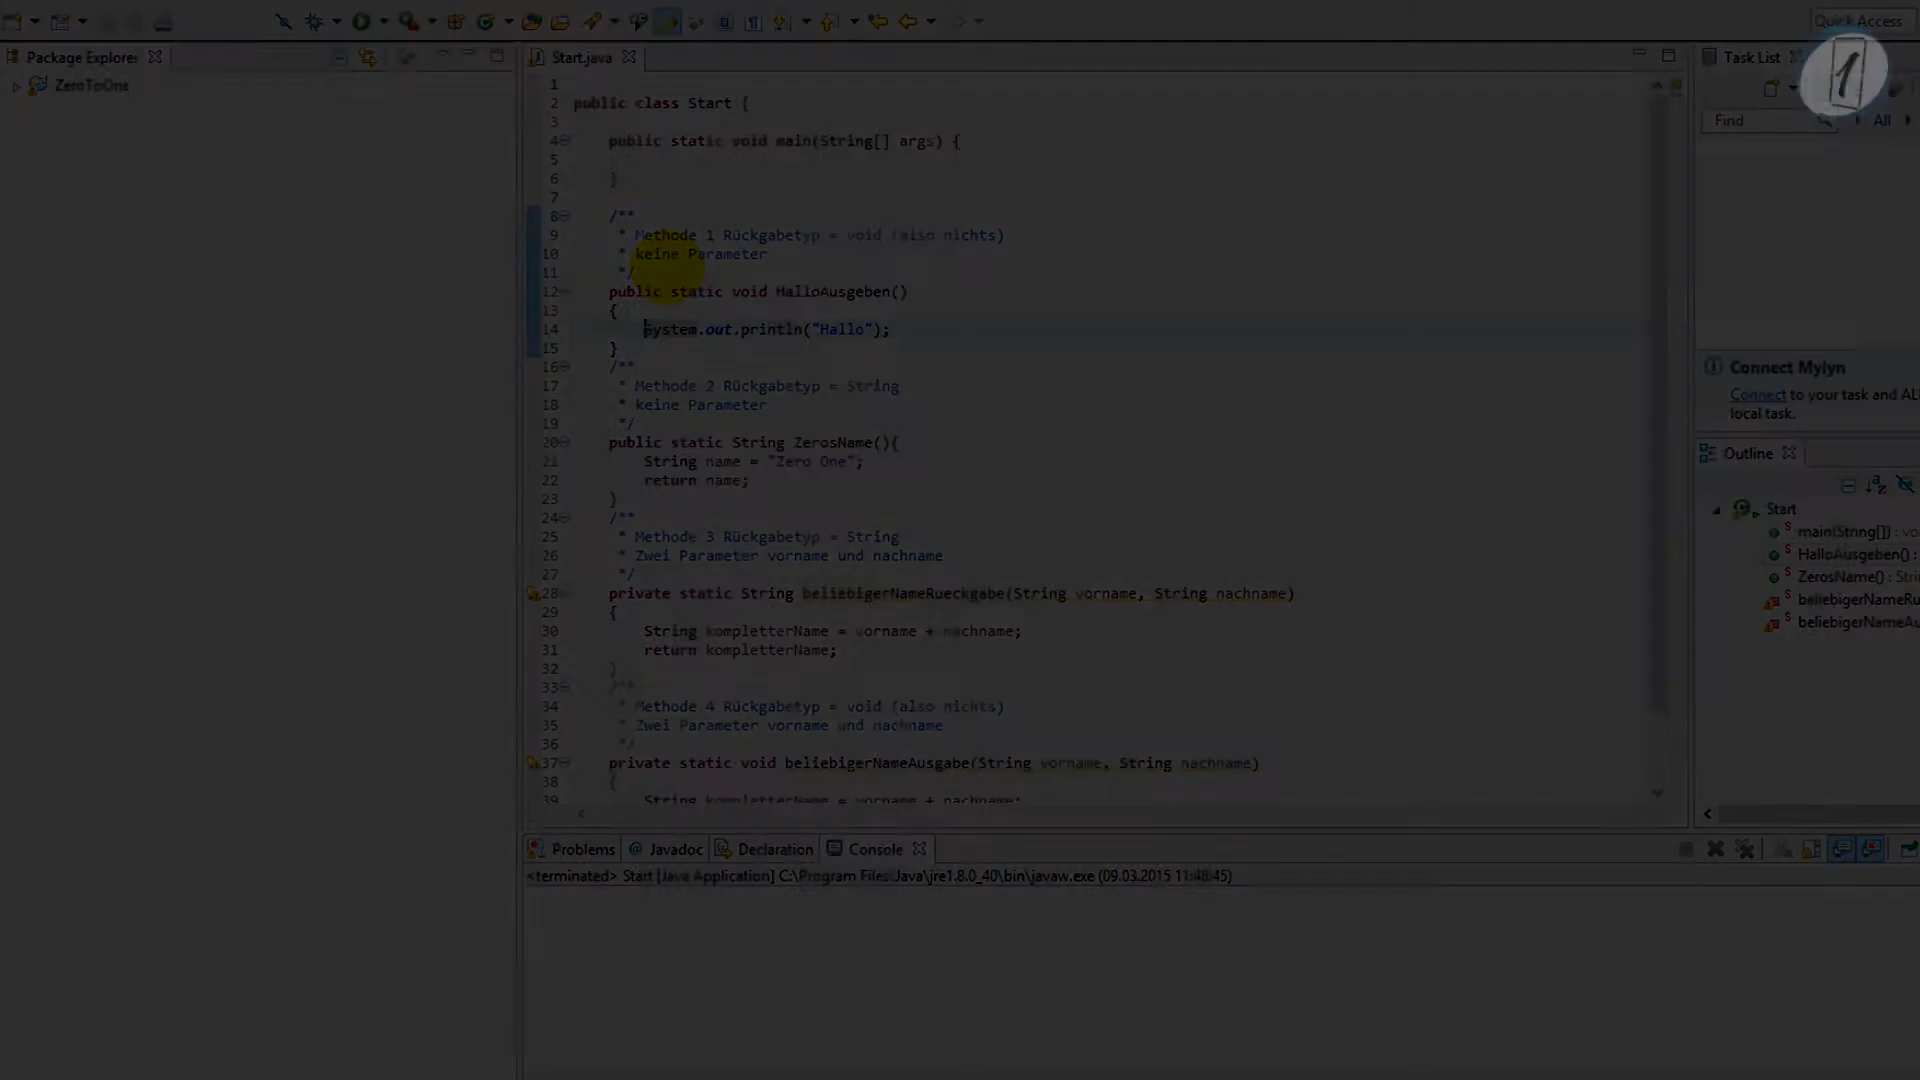 Quick Access
Package Explorer
ZeroToOne
Start.java
1
2 public class Start {
3
4 public static void main(String[] args) {
5
6 }
7
8 /**
9 * Methode 1 Rückgabetyp = void (also nichts)
10 * keine Parameter
11 */
12 public static void HalloAusgeben()
13 {
14 System.out.println("Hallo");
15 }
16 /**
17 * Methode 2 Rückgabetyp = String
18 * keine Parameter
19 */
20 public static String ZerosName(){
21 String name = "Zero One";
22 return name;
23 }
24 /**
25 * Methode 3 Rückgabetyp = String
26 * Zwei Parameter vorname und nachname
27 */
28 private static String beliebigerNameRueckgabe(String vorname, String nachname)
29 {
30 String kompletterName = vorname + nachname;
31 return kompletterName;
32 }
33 /**
34 * Methode 4 Rückgabetyp = void (also nichts)
35 * Zwei Parameter vorname und nachname
36 */
37 private static void beliebigerNameAusgabe(String vorname, String nachname)
38 {
39 String kompletterName = vorname + nachname;
Task List
1
Find
All
Connect Mylyn
Connect to your task and AL
local task.
Outline
Start
main(String[]) : vo
HalloAusgeben() :
ZerosName() : Stri
beliebigerNameRu
beliebigerNameAu
Problems
Javadoc
Declaration
Console
<terminated> Start [Java Application] C:\Program Files\Java\jre1.8.0_40\bin\javaw.exe (09.03.2015 11:48:45)